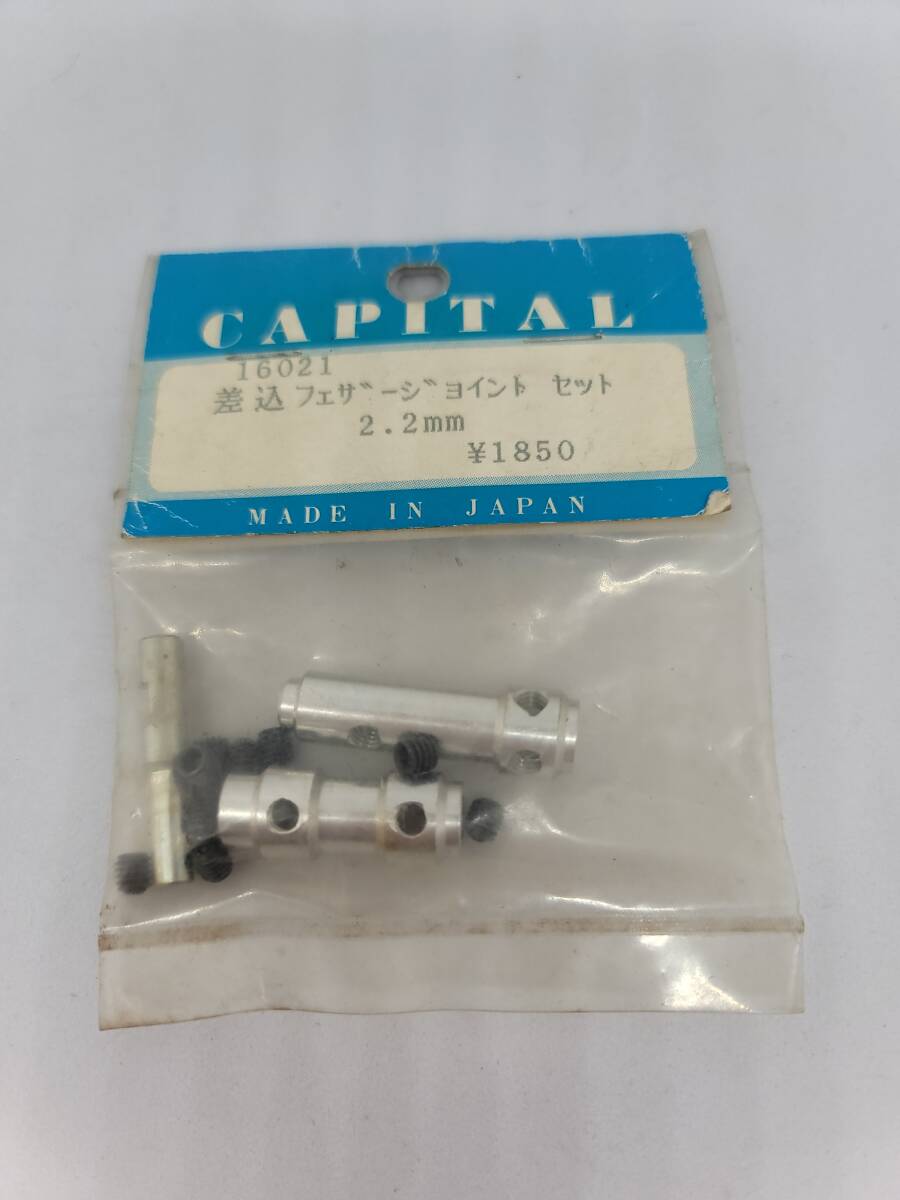 CAPITAL
16021
差込 フェザージョイント セット
2.2mm
¥1850
MADE IN JAPAN